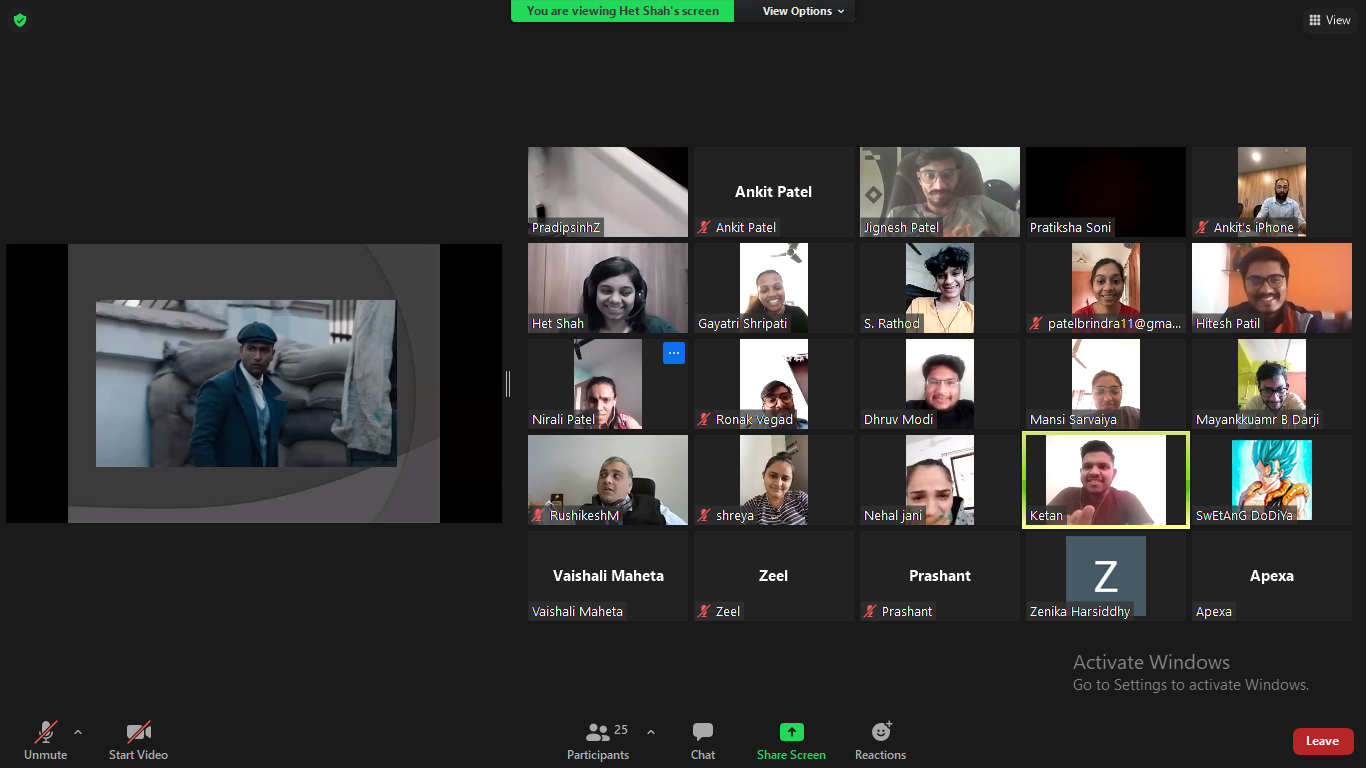 You are viewing Het Shah's screen
View Options
View
PradipsinhZ
Ankit Patel
Ankit Patel
Jignesh Patel
Pratiksha Soni
Ankit's iPhone
Het Shah
Gayatri Shripati
S. Rathod
patelbrindra11@gma...
Hitesh Patil
Nirali Patel
Ronak Vegad
Dhruv Modi
Mansi Sarvaiya
Mayankkuamr B Darji
RushikeshM
shreya
Nehal jani
Ketan
SwEtAnG DoDiYa
Vaishali Maheta
Vaishali Maheta
Zeel
Zeel
Prashant
Prashant
Z
Zenika Harsiddhy
Apexa
Apexa
Activate Windows
Go to Settings to activate Windows.
Unmute
Start Video
25
Participants
Chat
Share Screen
Reactions
Leave